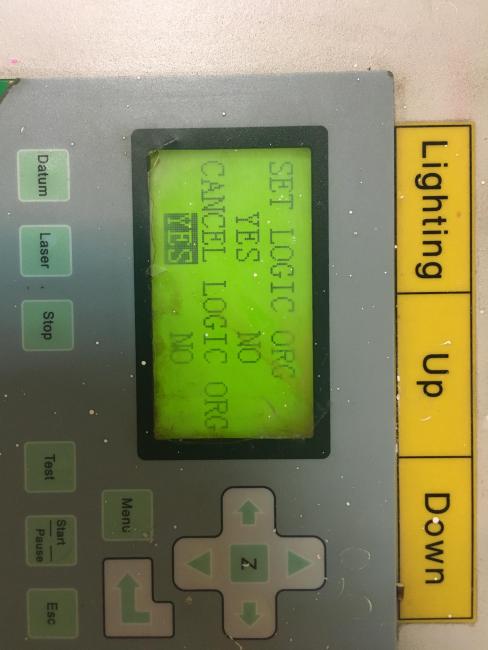 Lighting Up Down
SET LOGIC ORG
YES NO
CANCEL LOGIC ORG
YES NO
Menu
Z
Datum Laser Stop Test Start Pause Esc